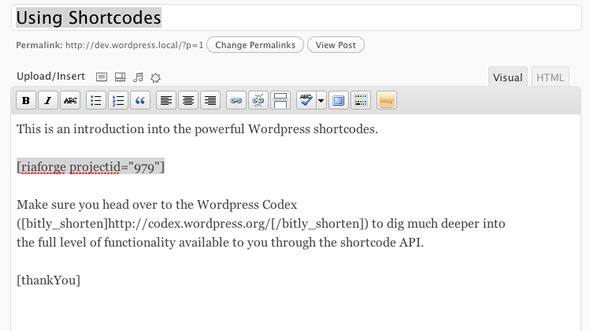 Using Shortcodes
Permalink: http://dev.wordpress.local/?p=1 Change Permalinks View Post
Upload/Insert Visual HTML
B I ABC ABC
This is an introduction into the powerful Wordpress shortcodes.
[riaforge projectid="979"]
Make sure you head over to the Wordpress Codex
([bitly_shorten]http://codex.wordpress.org/[/bitly_shorten]) to dig much deeper into
the full level of functionality available to you through the shortcode API.
[thankYou]